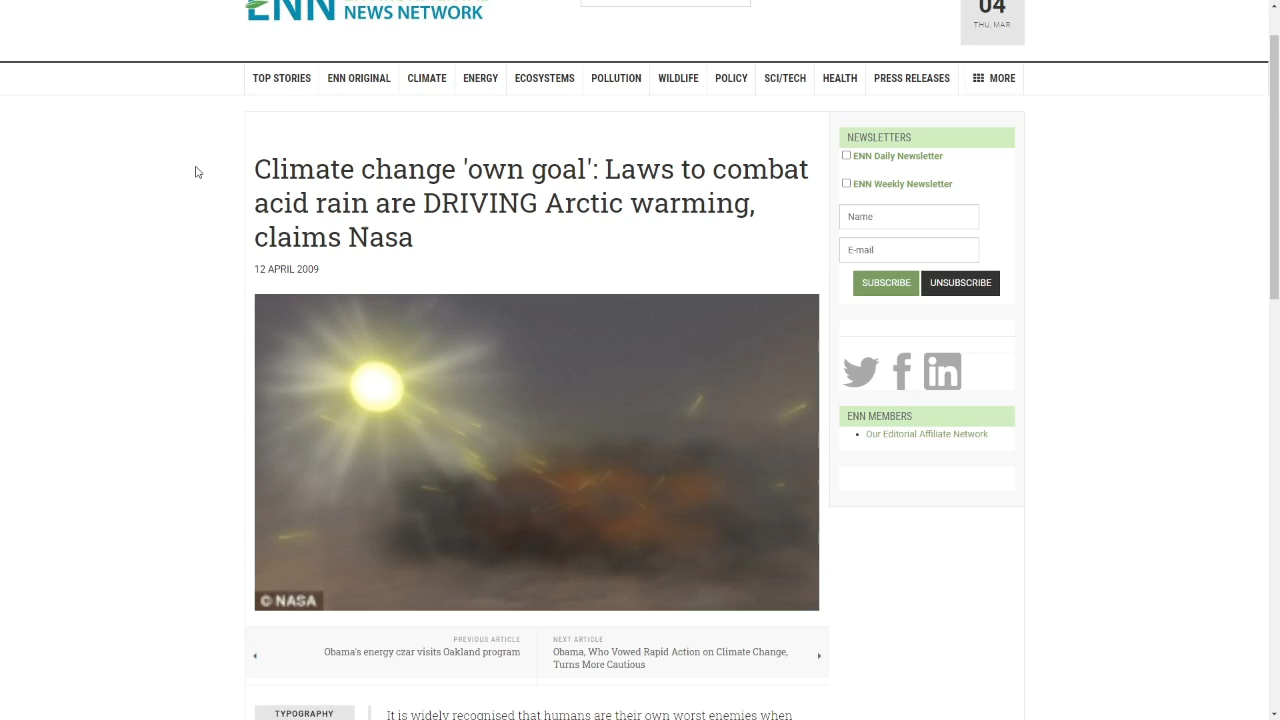 ENN
NEWS NETWORK
04
THU, MAR
TOP STORIES ENN ORIGINAL CLIMATE ENERGY ECOSYSTEMS POLLUTION WILDLIFE POLICY SCI/TECH HEALTH PRESS RELEASES MORE
Climate change 'own goal': Laws to combat
acid rain are DRIVING Arctic warming,
claims Nasa
12 APRIL 2009
© NASA
PREVIOUS ARTICLE
Obama's energy czar visits Oakland program
NEXT ARTICLE
Obama, Who Vowed Rapid Action on Climate Change,
Turns More Cautious
TYPOGRAPHY
It is widely recognised that humans are their own worst enemies when
NEWSLETTERS
ENN Daily Newsletter
ENN Weekly Newsletter
Name
E-mail
SUBSCRIBE UNSUBSCRIBE
ENN MEMBERS
Our Editorial Affiliate Network